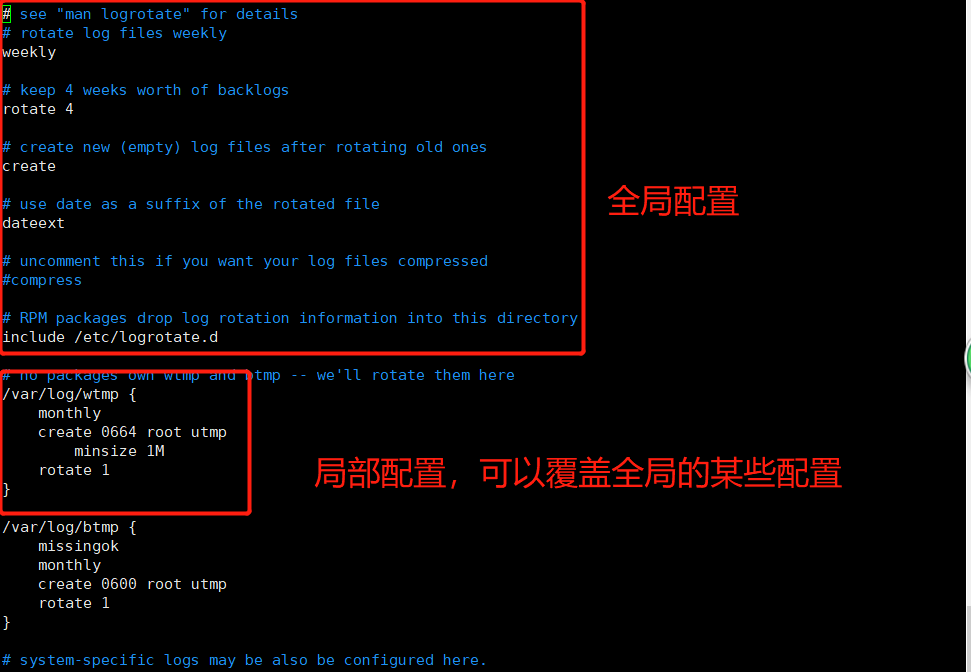 # see "man logrotate" for details
# rotate log files weekly
weekly
# keep 4 weeks worth of backlogs
rotate 4
# create new (empty) log files after rotating old ones
create
# use date as a suffix of the rotated file
dateext
# uncomment this if you want your log files compressed
#compress
# RPM packages drop log rotation information into this directory
include /etc/logrotate.d
全局配置
# no packages own wtmp and btmp -- we'll rotate them here
/var/log/wtmp {
monthly
create 0664 root utmp
minsize 1M
rotate 1
}
局部配置，可以覆盖全局的某些配置
/var/log/btmp {
missingok
monthly
create 0600 root utmp
rotate 1
}
# system-specific logs may be also be configured here.